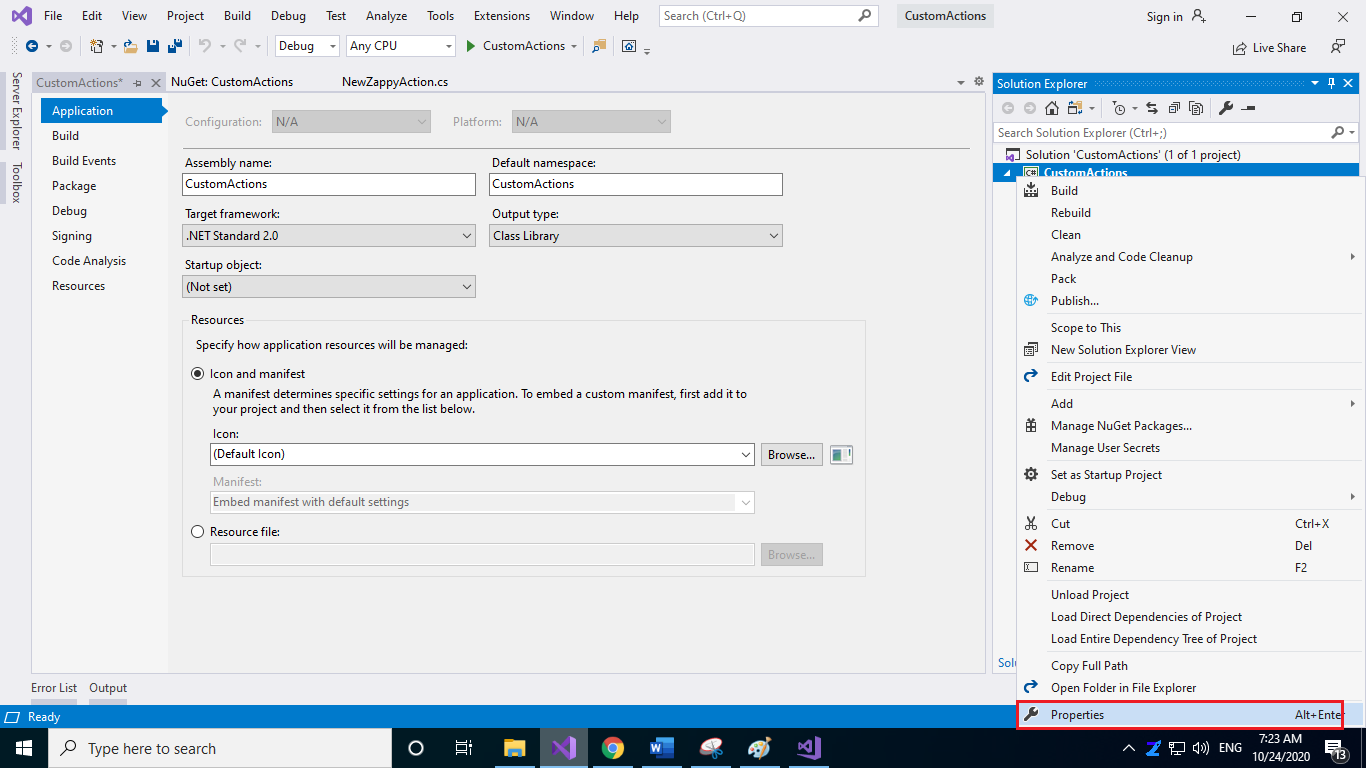 File Edit View Project Build Debug Test Analyze Tools Extensions Window Help Search (Ctrl+Q) CustomActions Sign in
Debug Any CPU CustomActions Live Share
Server Explorer
Toolbox
CustomActions* NuGet: CustomActions NewZappyAction.cs
Application
Build
Build Events
Package
Debug
Signing
Code Analysis
Resources
Configuration: N/A Platform: N/A
Assembly name: Default namespace:
CustomActions CustomActions
Target framework: Output type:
.NET Standard 2.0 Class Library
Startup object:
(Not set)
Resources
Specify how application resources will be managed:
Icon and manifest
A manifest determines specific settings for an application. To embed a custom manifest, first add it to
your project and then select it from the list below.
Icon:
(Default Icon) Browse...
Manifest:
Embed manifest with default settings
Resource file:
Browse...
Solution Explorer
Search Solution Explorer (Ctrl+;)
Solution 'CustomActions' (1 of 1 project)
C# CustomActions
Build
Rebuild
Clean
Analyze and Code Cleanup
Pack
Publish...
Scope to This
New Solution Explorer View
Edit Project File
Add
Manage NuGet Packages...
Manage User Secrets
Set as Startup Project
Debug
Cut Ctrl+X
Remove Del
Rename F2
Unload Project
Load Direct Dependencies of Project
Load Entire Dependency Tree of Project
Copy Full Path
Open Folder in File Explorer
Properties Alt+Enter
Solu
Error List Output
Ready
Type here to search
ENG
7:23 AM
10/24/2020
13